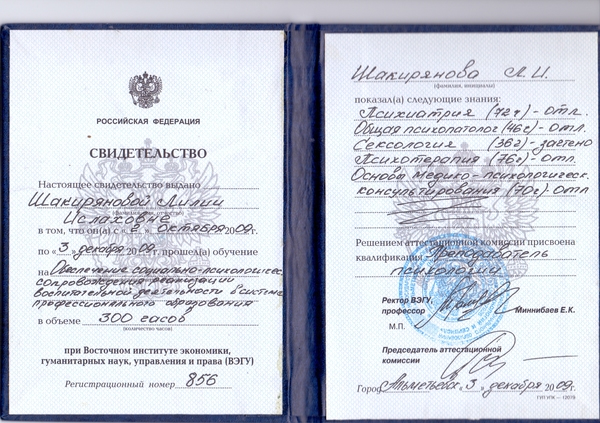 РОССИЙСКАЯ ФЕДЕРАЦИЯ
СВИДЕТЕЛЬСТВО
Настоящее свидетельство выдано
Шакиряновой Лилии
Ислаховне
в том, что он(а) с «2» октября 2009 г.
по «3» декабря 2009 г. прошел(а) обучение
на Обеспечение социально-психологичес.
сопровождения реализации
воспитательной деятельности в системе
профессионального образования
в объеме 300 часов
(количество часов)
при Восточном институте экономики,
гуманитарных наук, управления и права (ВЭГУ)
Регистрационный номер 856
Шакирянова Л.И.
(фамилия, инициалы)
показал(а) следующие знания:
Психиатрия (72ч) - отл.
Общая психопатолог (46ч) - отл.
Сексология (36ч) - зачтено
Психотерапия (76ч) - отл.
Основы медико-психологическ.
консультирования (70ч). Отл
Решением аттестационной комиссии присвоена
квалификация Преподаватель
психологии
Ректор ВЭГУ,
профессор Миннибаев Е.К.
М.П.
Председатель аттестационной
комиссии
Город Альметьевск «3» декабря 2009 г.